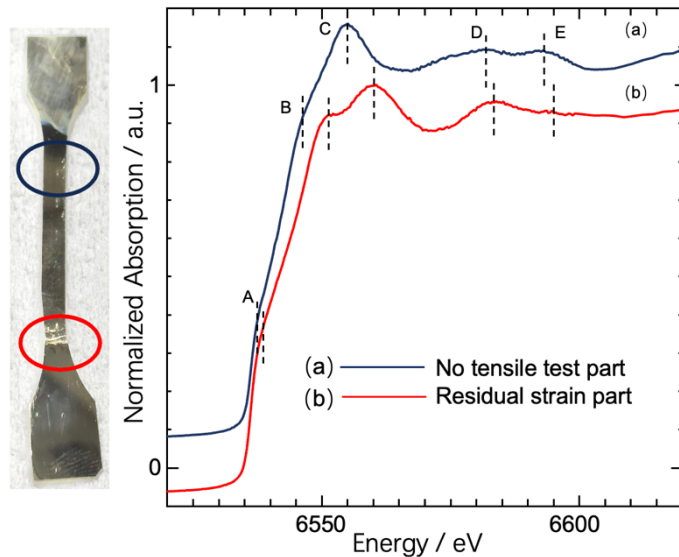 C
D
E
(a)
1
B
(b)
A
(a) No tensile test part
(b) Residual strain part
0
6550
6600
Normalized Absorption / a.u.
Energy / eV